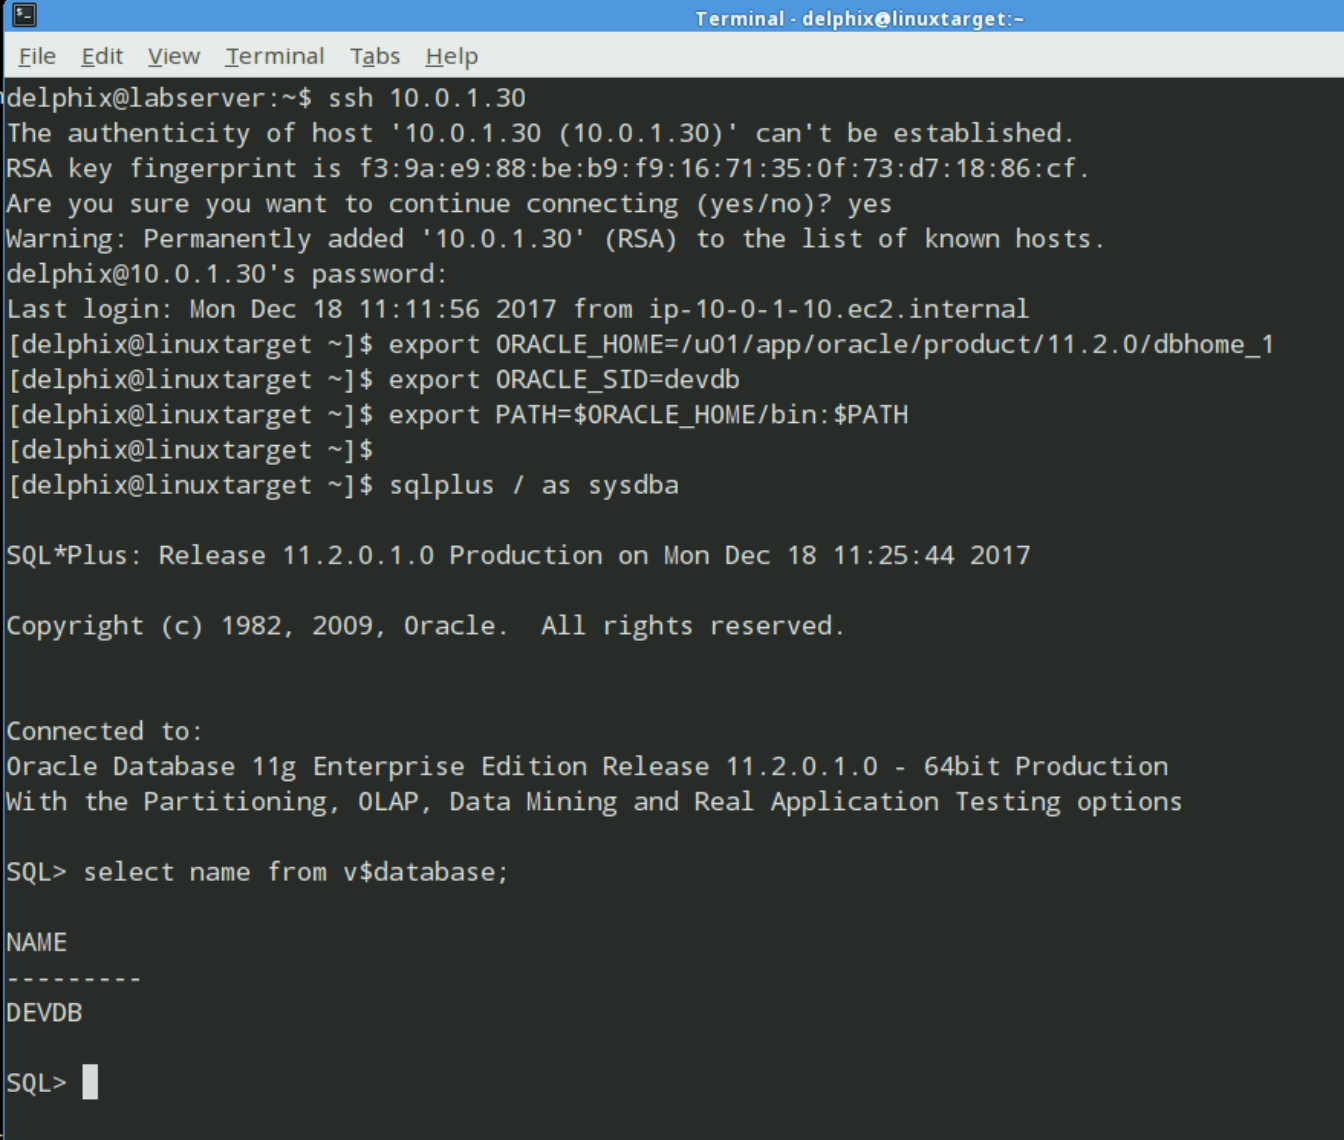 Terminal - delphix@linuxtarget:~
File Edit View Terminal Tabs Help
delphix@labserver:~$ ssh 10.0.1.30
The authenticity of host '10.0.1.30 (10.0.1.30)' can't be established.
RSA key fingerprint is f3:9a:e9:88:be:b9:f9:16:71:35:0f:73:d7:18:86:cf.
Are you sure you want to continue connecting (yes/no)? yes
Warning: Permanently added '10.0.1.30' (RSA) to the list of known hosts.
delphix@10.0.1.30's password:
Last login: Mon Dec 18 11:11:56 2017 from ip-10-0-1-10.ec2.internal
[delphix@linuxtarget ~]$ export ORACLE_HOME=/u01/app/oracle/product/11.2.0/dbhome_1
[delphix@linuxtarget ~]$ export ORACLE_SID=devdb
[delphix@linuxtarget ~]$ export PATH=$ORACLE_HOME/bin:$PATH
[delphix@linuxtarget ~]$
[delphix@linuxtarget ~]$ sqlplus / as sysdba
SQL*Plus: Release 11.2.0.1.0 Production on Mon Dec 18 11:25:44 2017
Copyright (c) 1982, 2009, Oracle.  All rights reserved.
Connected to:
Oracle Database 11g Enterprise Edition Release 11.2.0.1.0 - 64bit Production
With the Partitioning, OLAP, Data Mining and Real Application Testing options
SQL> select name from v$database;
NAME
---------
DEVDB
SQL>